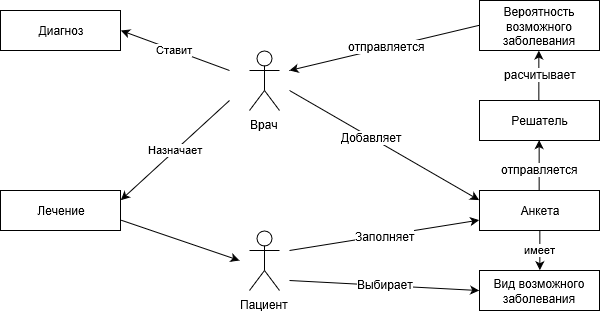 Диагноз
Ставит
Врач
отправляется
Вероятность
возможного
заболевания
расчитывает
Решатель
Назначает
Добавляет
отправляется
Лечение
Анкета
Заполняет
имеет
Пациент
Выбирает
Вид возможного
заболевания